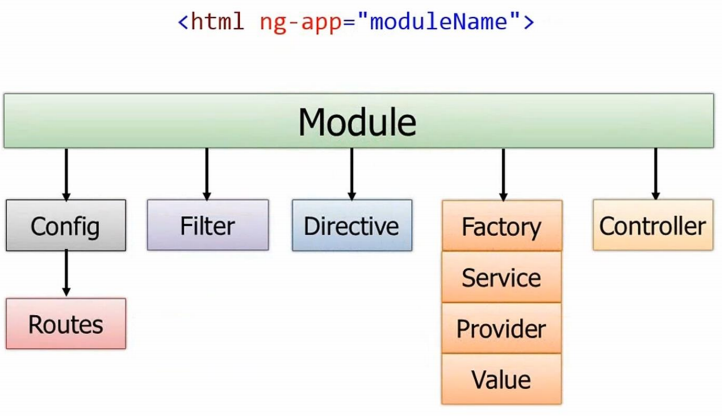 <html ng-app="moduleName">
Module
Config
Filter
Directive
Factory
Controller
Service
Routes
Provider
Value